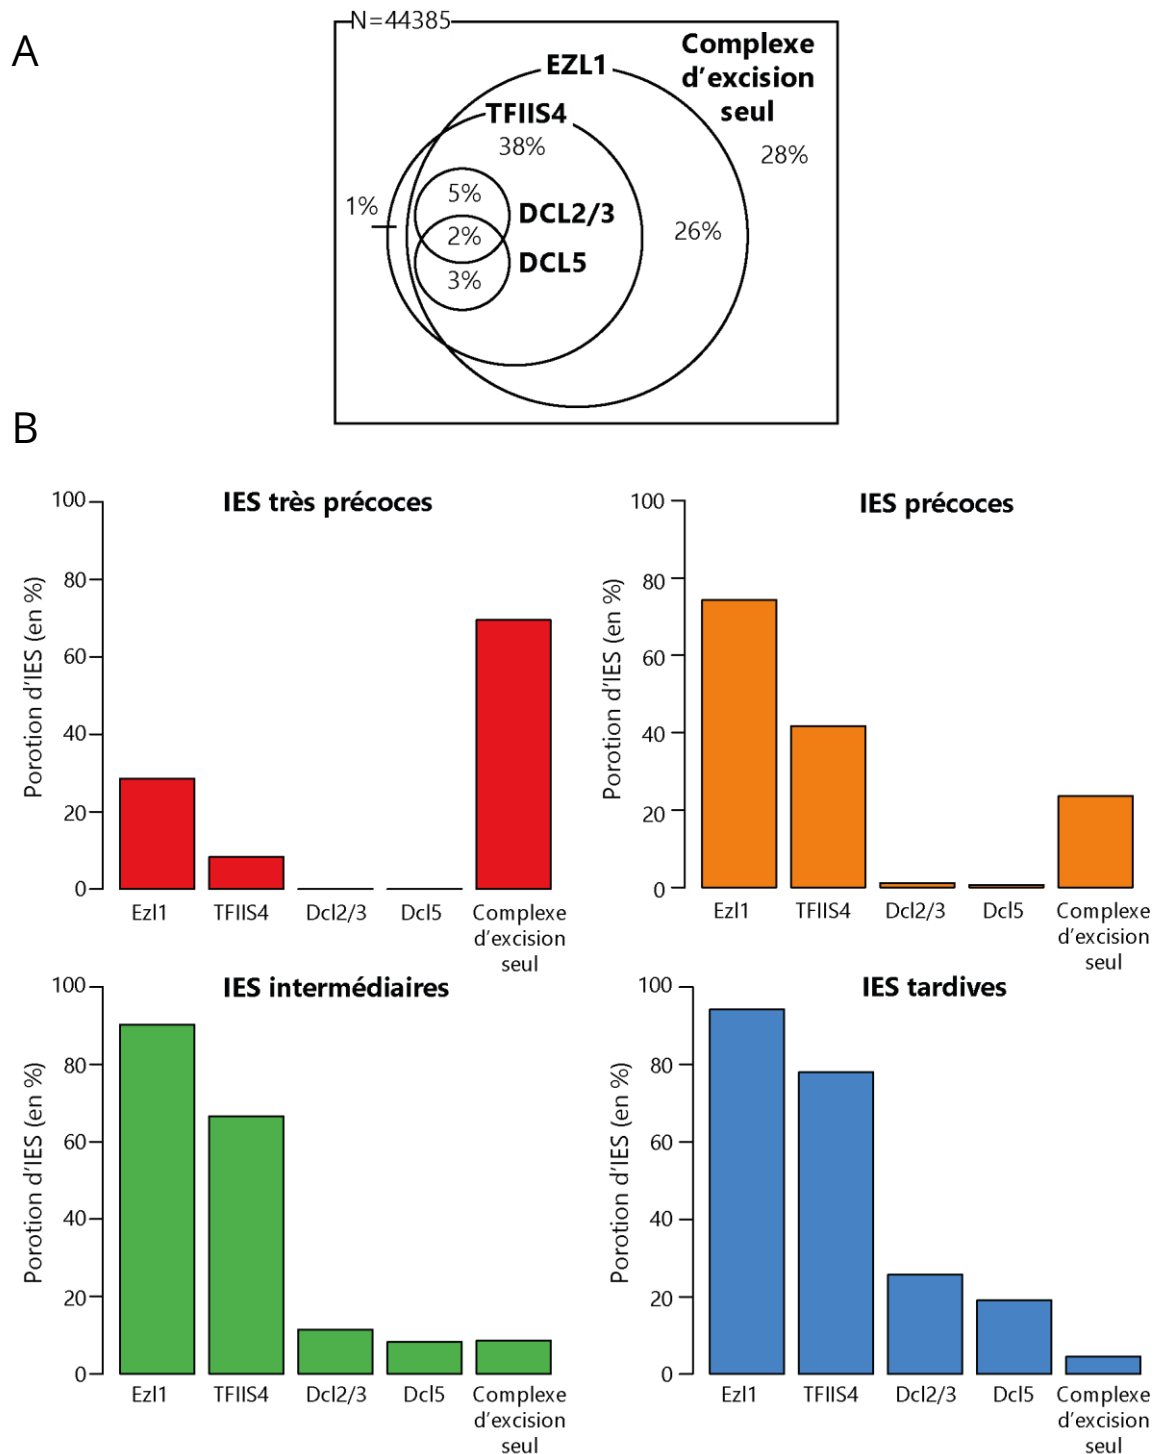 A
N=44385
EZL1
Complexe
d'excision
seul
28%
TFIIS4
38%
1%
5%
DCL2/3
2%
26%
DCL5
3%
B
IES très précoces
Porotion d'IES (en %)
100
80
60
40
20
0
Ezl1
TFIIS4
Dcl2/3
Dcl5
Complexe
d'excision
seul
IES précoces
Porotion d'IES (en %)
100
80
60
40
20
0
Ezl1
TFIIS4
Dcl2/3
Dcl5
Complexe
d'excision
seul
IES intermédiaires
Porotion d'IES (en %)
100
80
60
40
20
0
Ezl1
TFIIS4
Dcl2/3
Dcl5
Complexe
d'excision
seul
IES tardives
Porotion d'IES (en %)
100
80
60
40
20
0
Ezl1
TFIIS4
Dcl2/3
Dcl5
Complexe
d'excision
seul